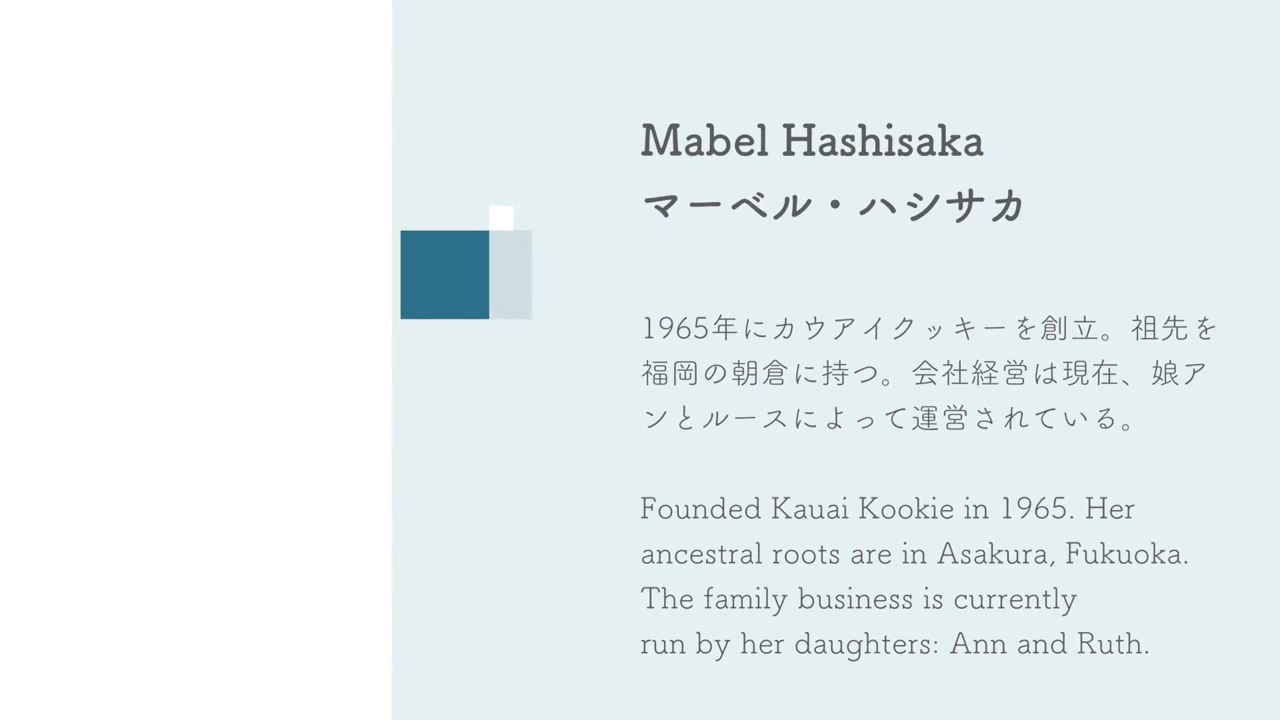 Mabel Hashisaka
マーベル・ハシサカ
1965年にカウアイクッキーを創立。祖先を
福岡の朝倉に持つ。会社経営は現在、娘ア
ンとルースによって運営されている。
Founded Kauai Kookie in 1965. Her
ancestral roots are in Asakura, Fukuoka.
The family business is currently
run by her daughters: Ann and Ruth.